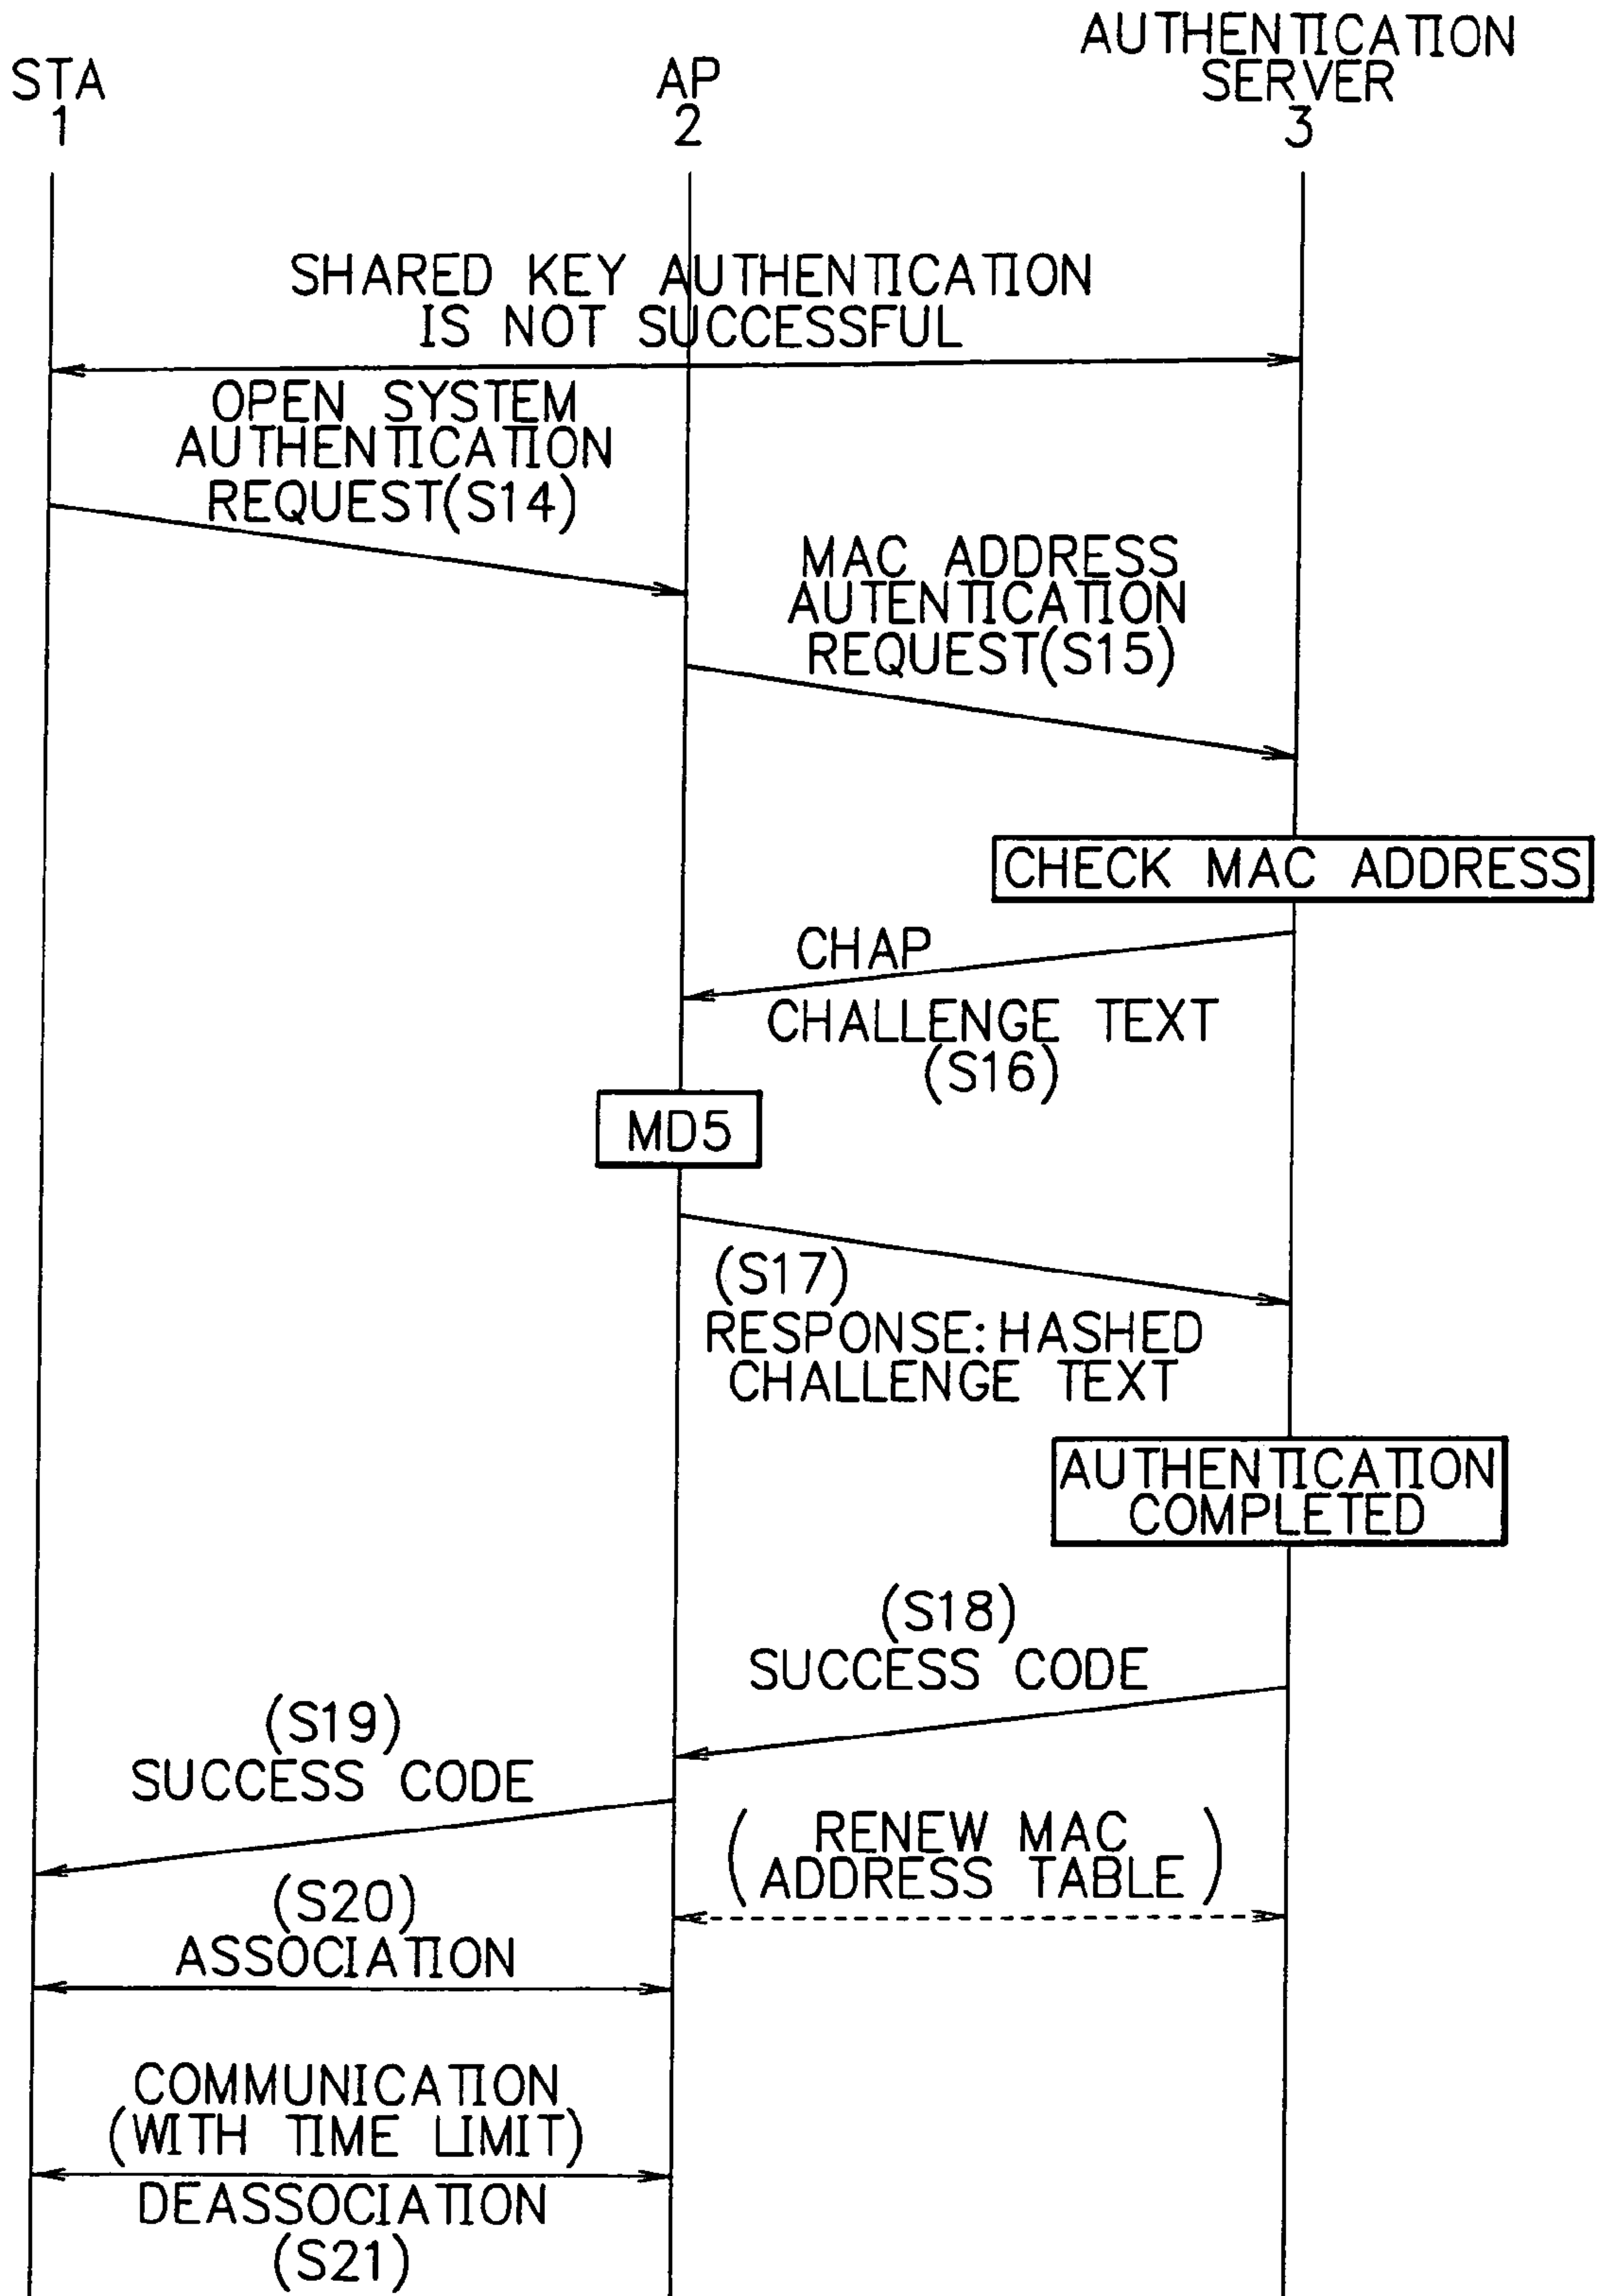 STA
1
AP
2
AUTHENTICATION
SERVER
3
SHARED KEY AUTHENTICATION
IS NOT SUCCESSFUL
OPEN SYSTEM
AUTHENTICATION
REQUEST(S14)
MAC ADDRESS
AUTENTICATION
REQUEST(S15)
CHECK MAC ADDRESS
CHAP
CHALLENGE TEXT
(S16)
MD5
(S17)
RESPONSE:HASHED
CHALLENGE TEXT
AUTHENTICATION
COMPLETED
(S18)
SUCCESS CODE
(S19)
SUCCESS CODE
(RENEW MAC
ADDRESS TABLE)
(S20)
ASSOCIATION
COMMUNICATION
(WITH TIME LIMIT)
DEASSOCIATION
(S21)